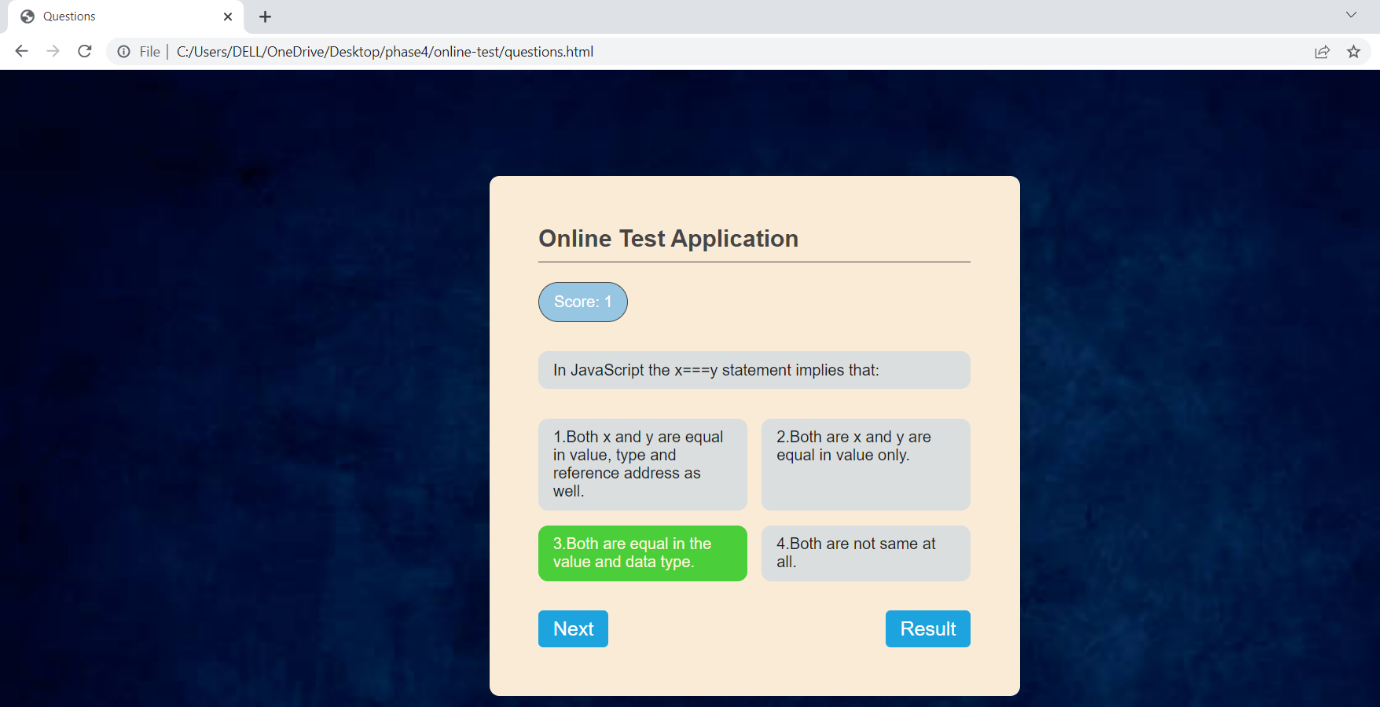 Questions
File | C:/Users/DELL/OneDrive/Desktop/phase4/online-test/questions.html
Online Test Application
Score: 1
In JavaScript the x===y statement implies that:
1.Both x and y are equal
in value, type and
reference address as
well.
2.Both are x and y are
equal in value only.
3.Both are equal in the
value and data type.
4.Both are not same at
all.
Next
Result